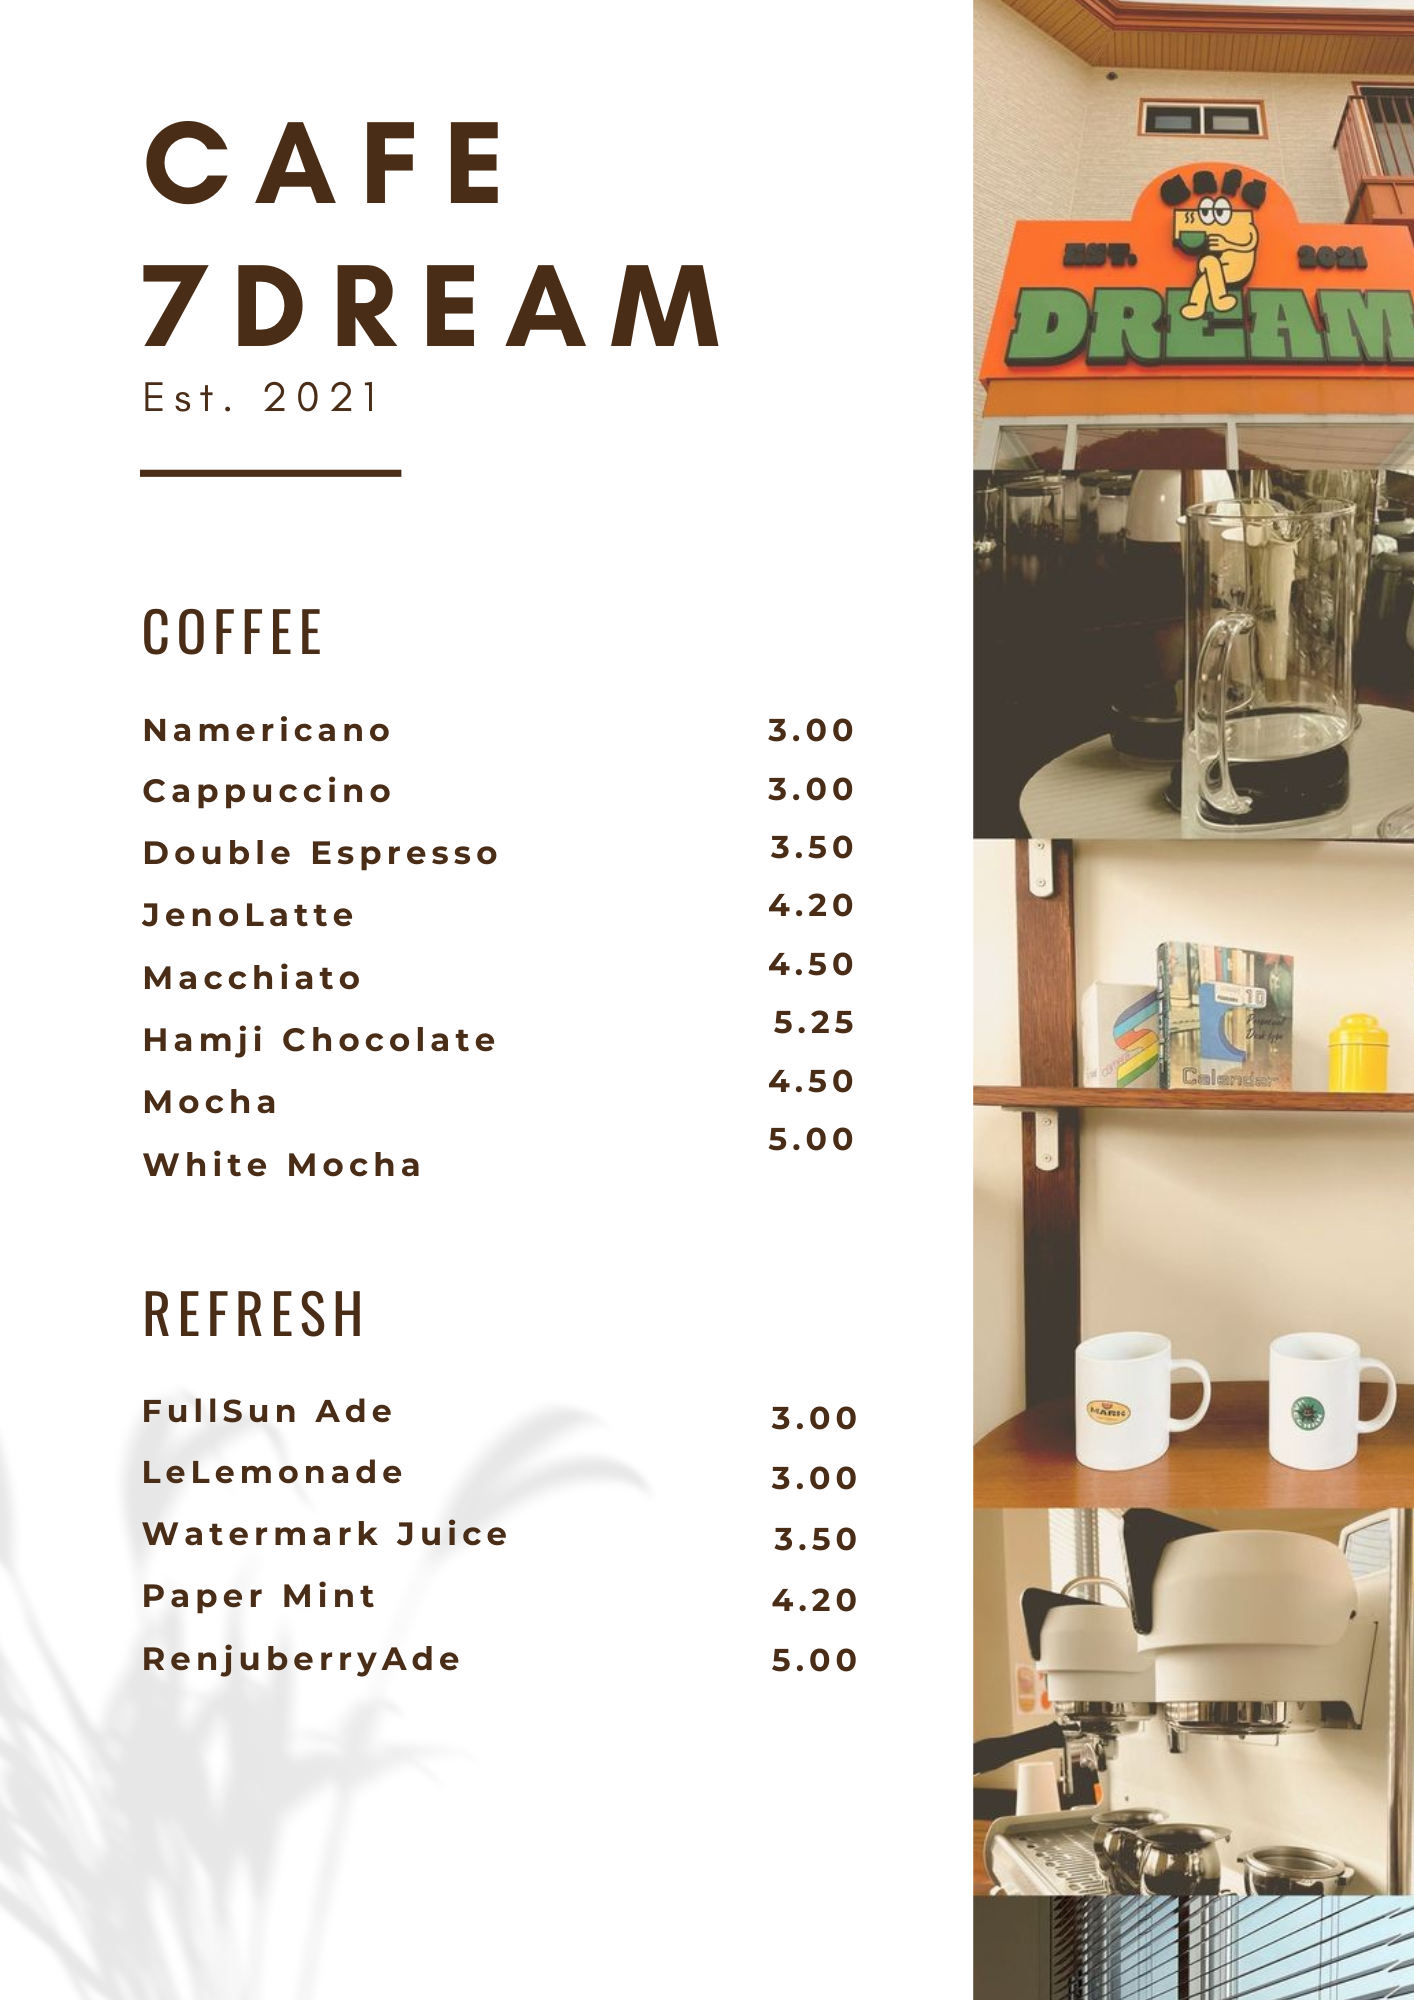 CAFE
7DREAM
Est. 2021
COFFEE
Namericano 3.00
Cappuccino 3.00
Double Espresso 3.50
JenoLatte 4.20
Macchiato 4.50
Hamji Chocolate 5.25
Mocha 4.50
White Mocha 5.00
REFRESH
FullSun Ade 3.00
LeLemonade 3.00
Watermark Juice 3.50
Paper Mint 4.20
RenjuberryAde 5.00
Cafe
EST. 2021
DREAM
10
Perpetual
Calendar
MARK